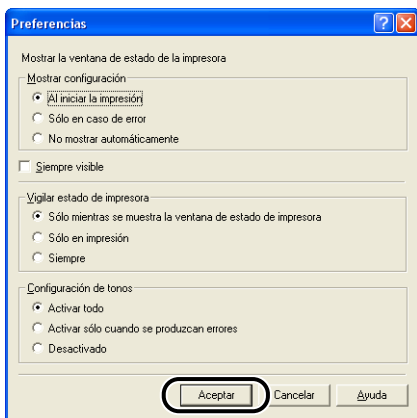 Preferencias
Mostrar la ventana de estado de la impresora
Mostrar configuración
Al iniciar la impresión
Sólo en caso de error
No mostrar automáticamente
Siempre visible
Vigilar estado de impresora
Sólo mientras se muestra la ventana de estado de impresora
Sólo en impresión
Siempre
Configuración de tonos
Activar todo
Activar sólo cuando se produzcan errores
Desactivado
Aceptar Cancelar Ayuda